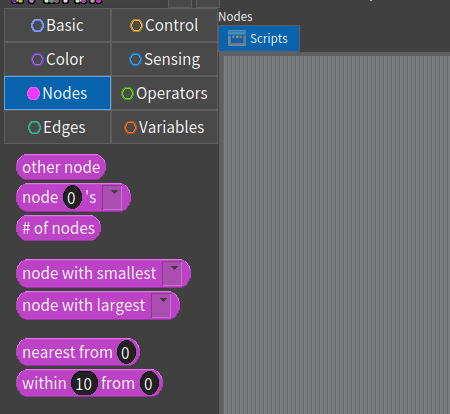 Nodes
Basic Control
Scripts
Color Sensing
Nodes Operators
Edges Variables
other node
node 0 's
# of nodes
node with smallest
node with largest
nearest from 0
within 10 from 0